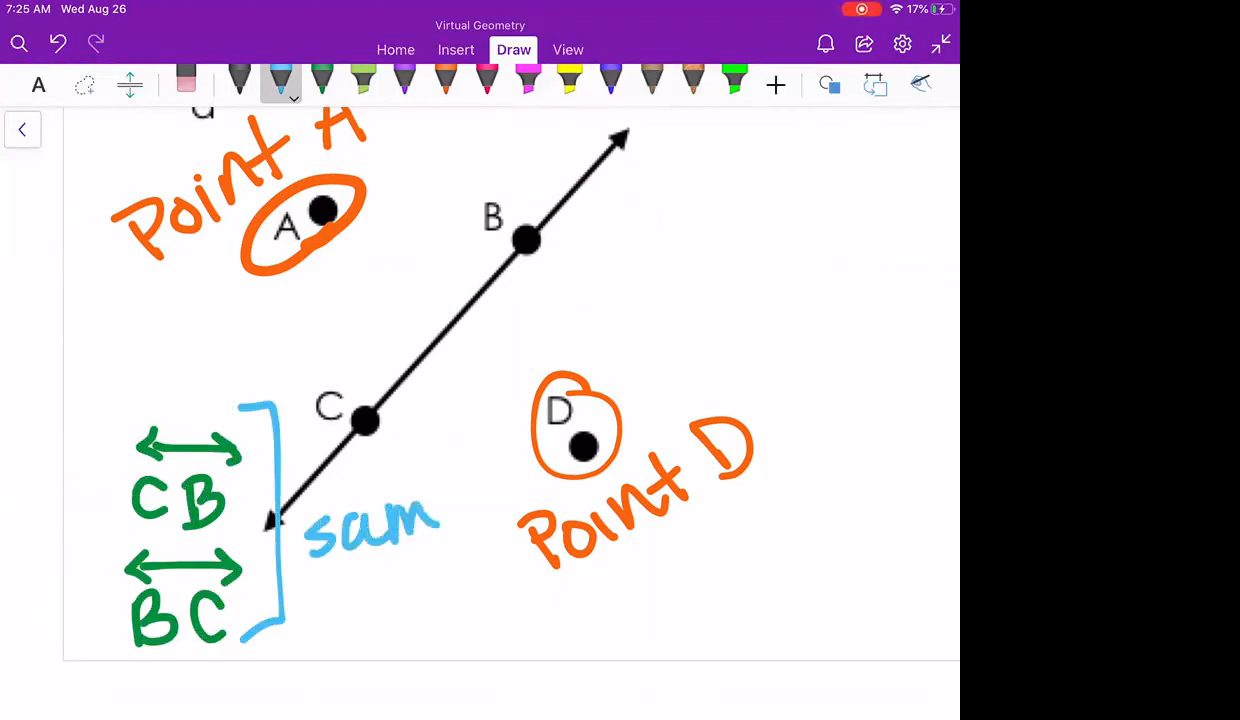 7:25 AM Wed Aug 26
17%
Virtual Geometry
Home Insert Draw View
A
Point A
A
B
C
D
Point D
CB
BC
sam